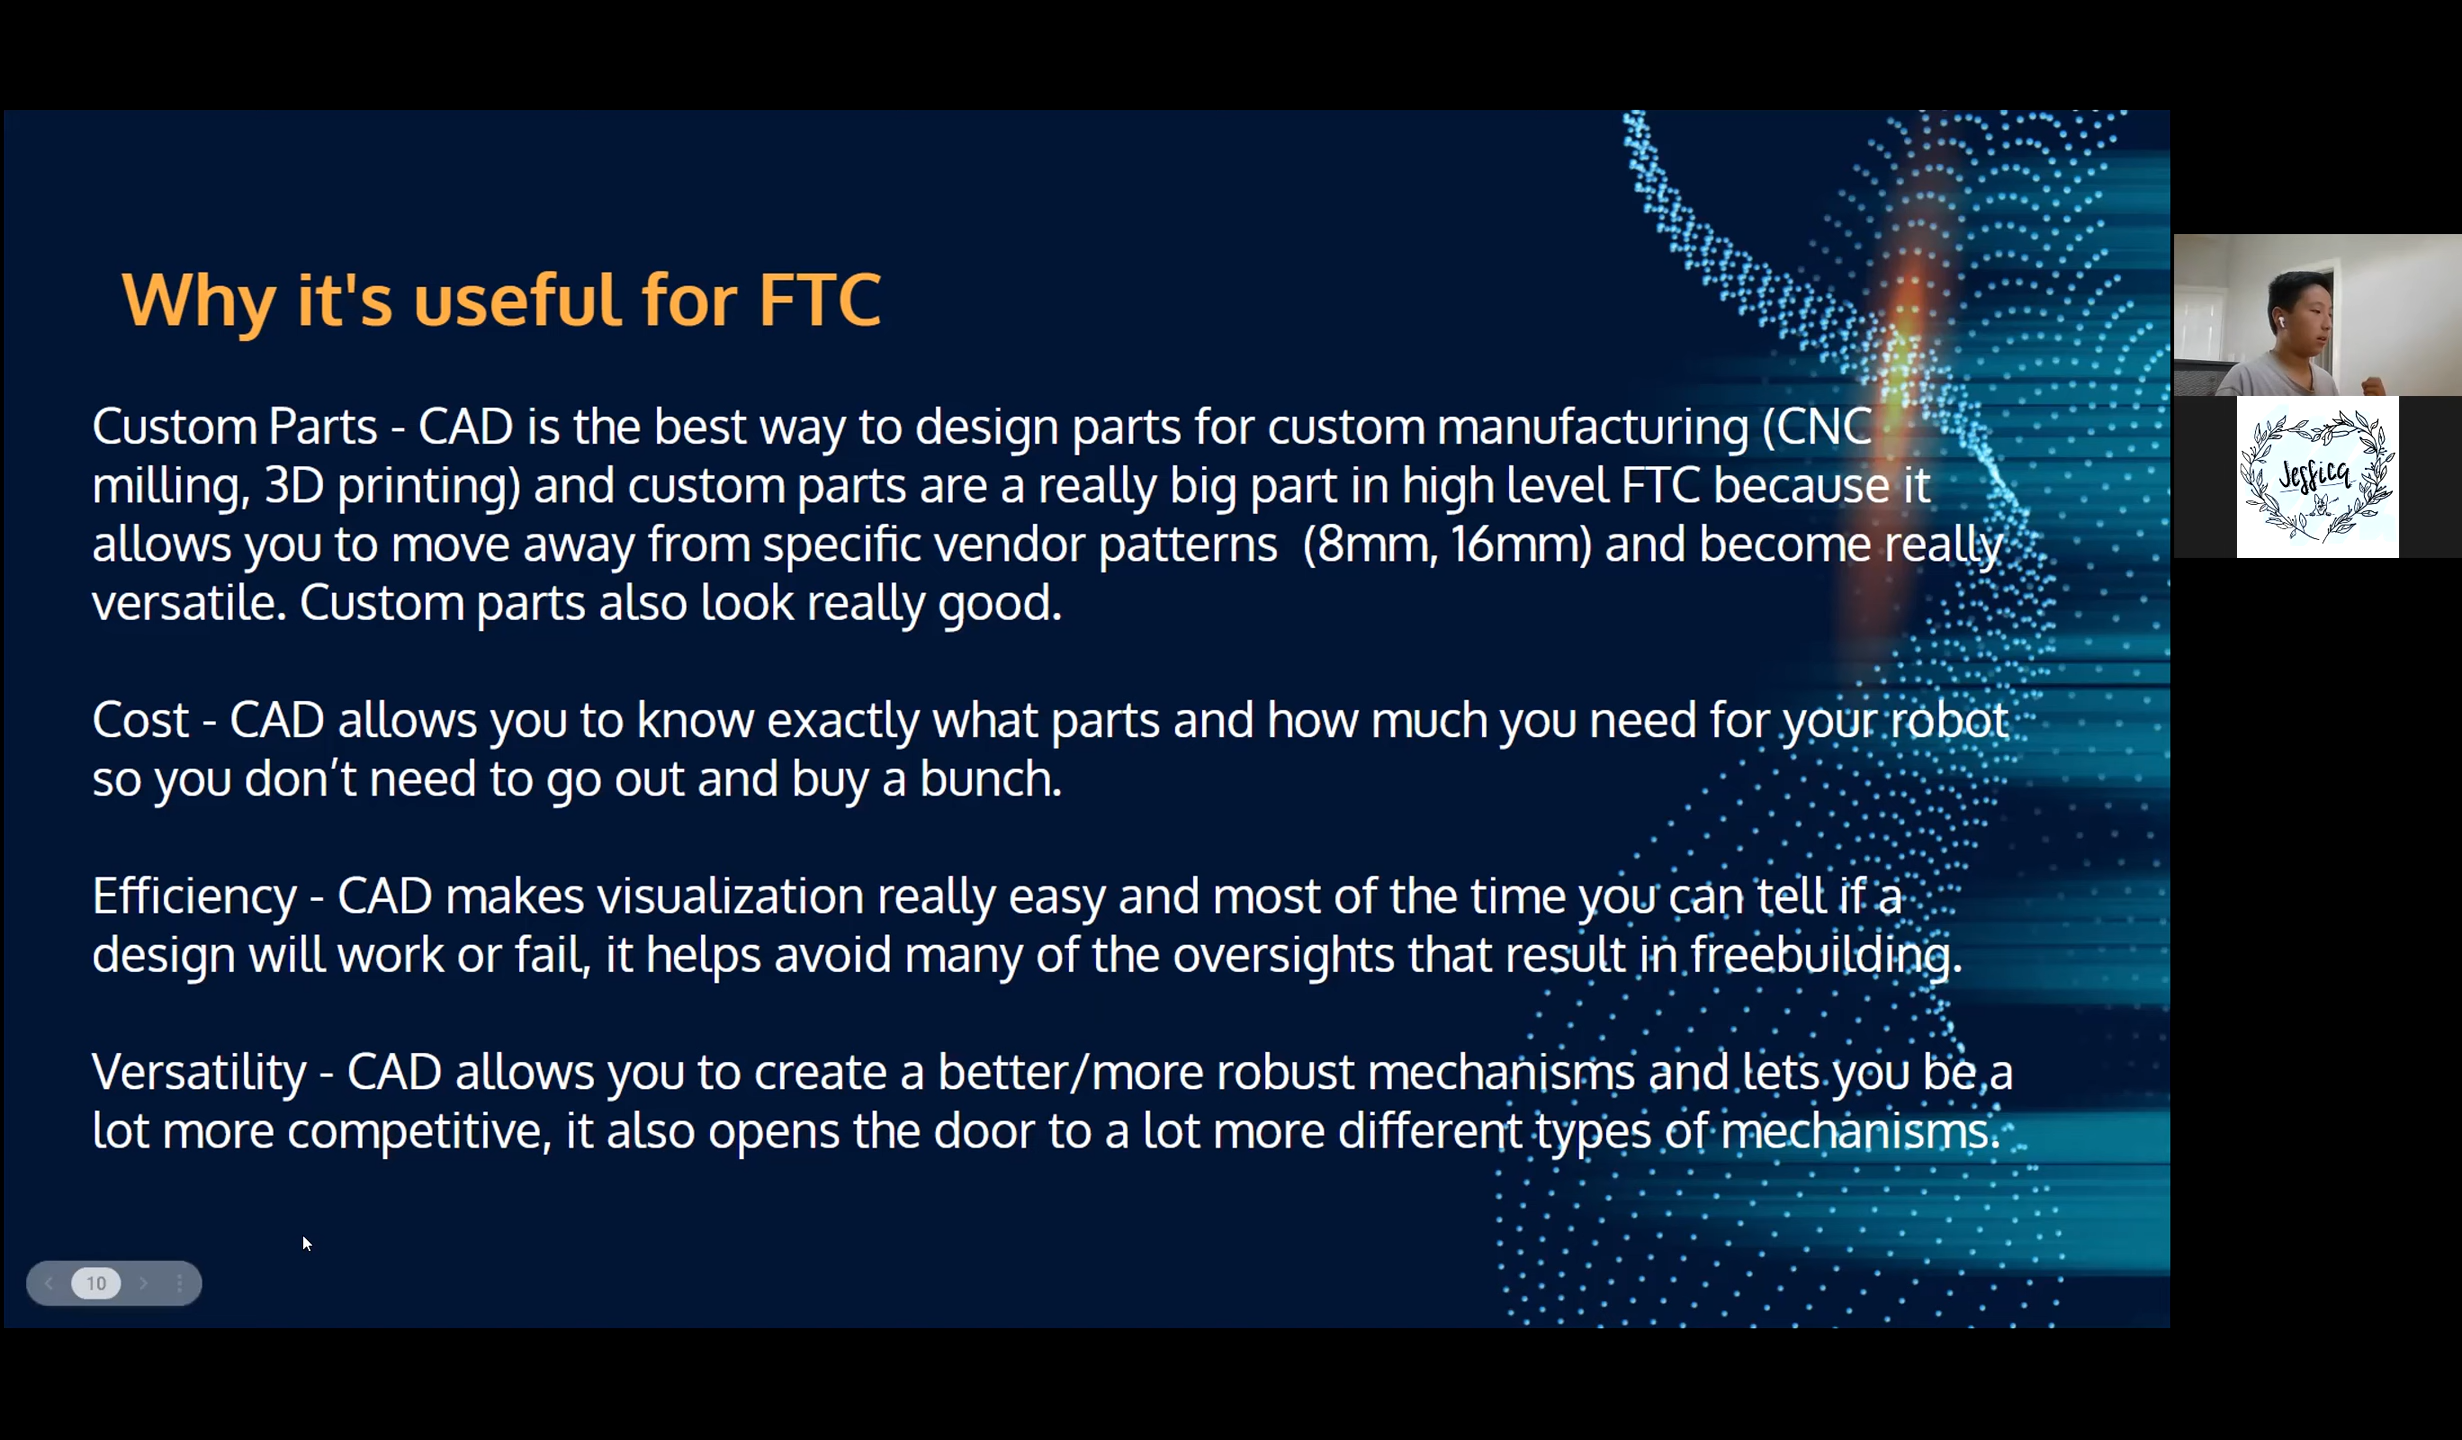 Why it's useful for FTC
Custom Parts - CAD is the best way to design parts for custom manufacturing (CNC
milling, 3D printing) and custom parts are a really big part in high level FTC because it
allows you to move away from specific vendor patterns  (8mm, 16mm) and become really
versatile. Custom parts also look really good.
Cost - CAD allows you to know exactly what parts and how much you need for your robot
so you don’t need to go out and buy a bunch.
Efficiency - CAD makes visualization really easy and most of the time you can tell if a
design will work or fail, it helps avoid many of the oversights that result in freebuilding.
Versatility - CAD allows you to create a better/more robust mechanisms and lets you be a
lot more competitive, it also opens the door to a lot more different types of mechanisms.
10
Jessica